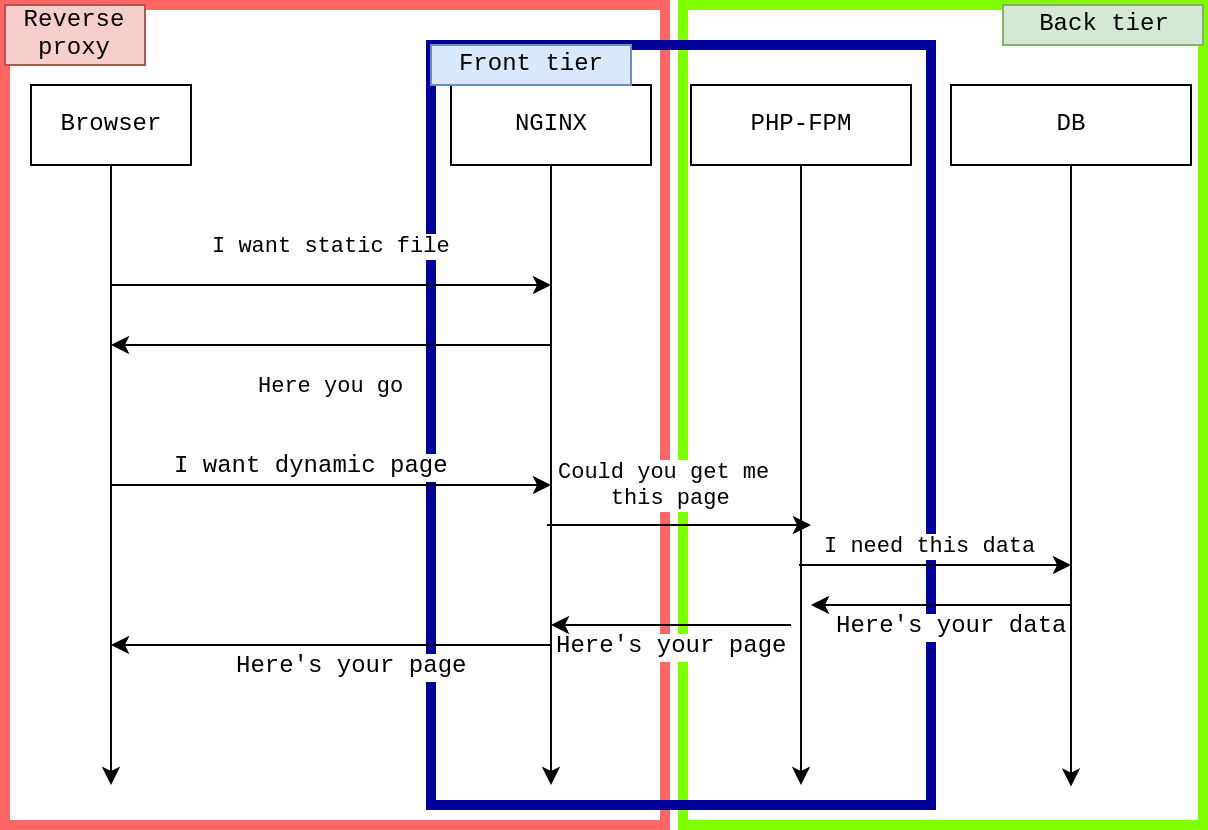 Reverse
proxy
Back tier
Front tier
Browser
NGINX
PHP-FPM
DB
I want static file
Here you go
I want dynamic page
Could you get me
this page
I need this data
Here's your data
Here's your page
Here's your page